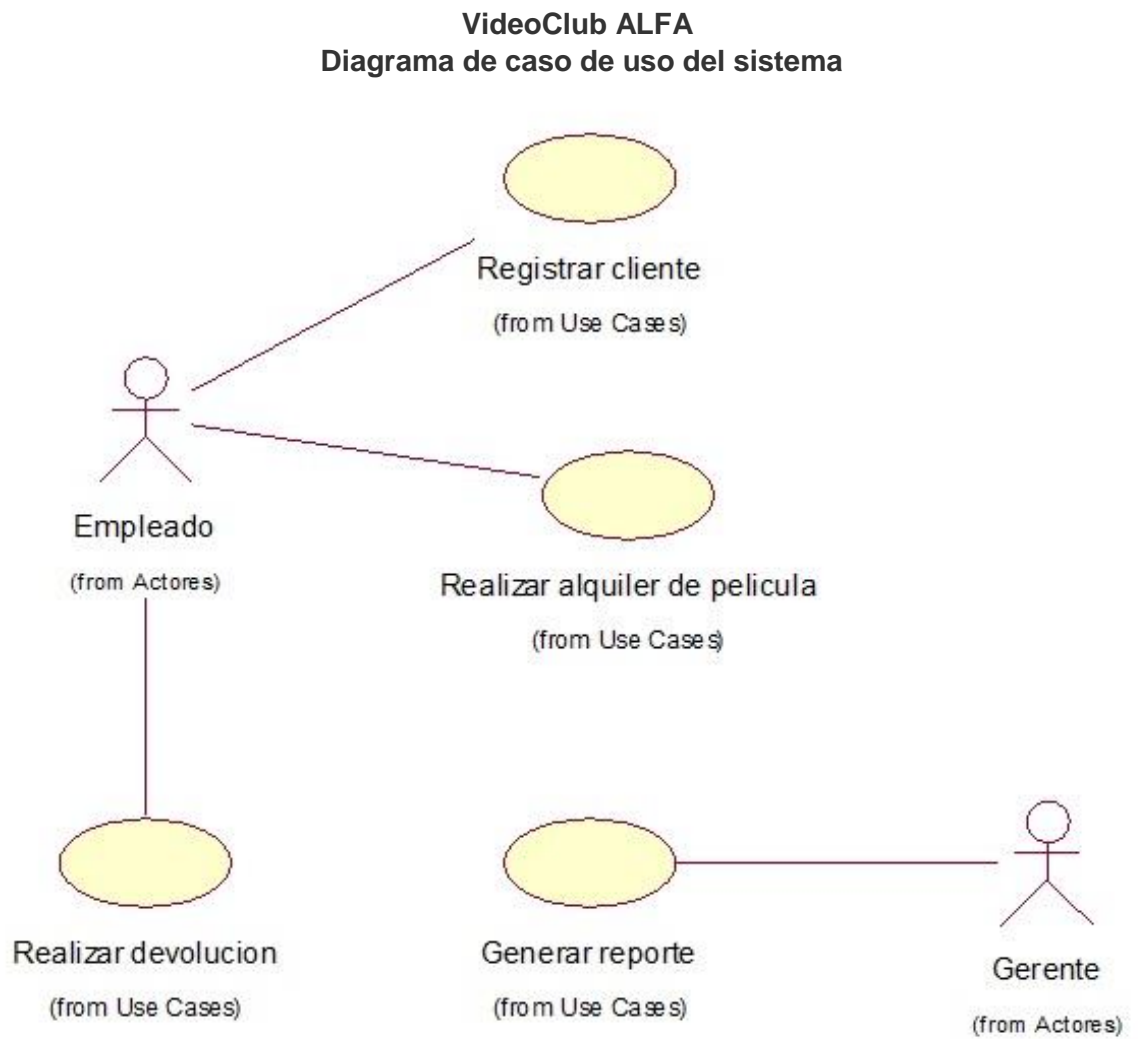 VideoClub ALFA
Diagrama de caso de uso del sistema
Registrar cliente
(from Use Cases)
Empleado
(from Actores)
Realizar alquiler de pelicula
(from Use Cases)
Realizar devolucion
(from Use Cases)
Generar reporte
(from Use Cases)
Gerente
(from Actores)